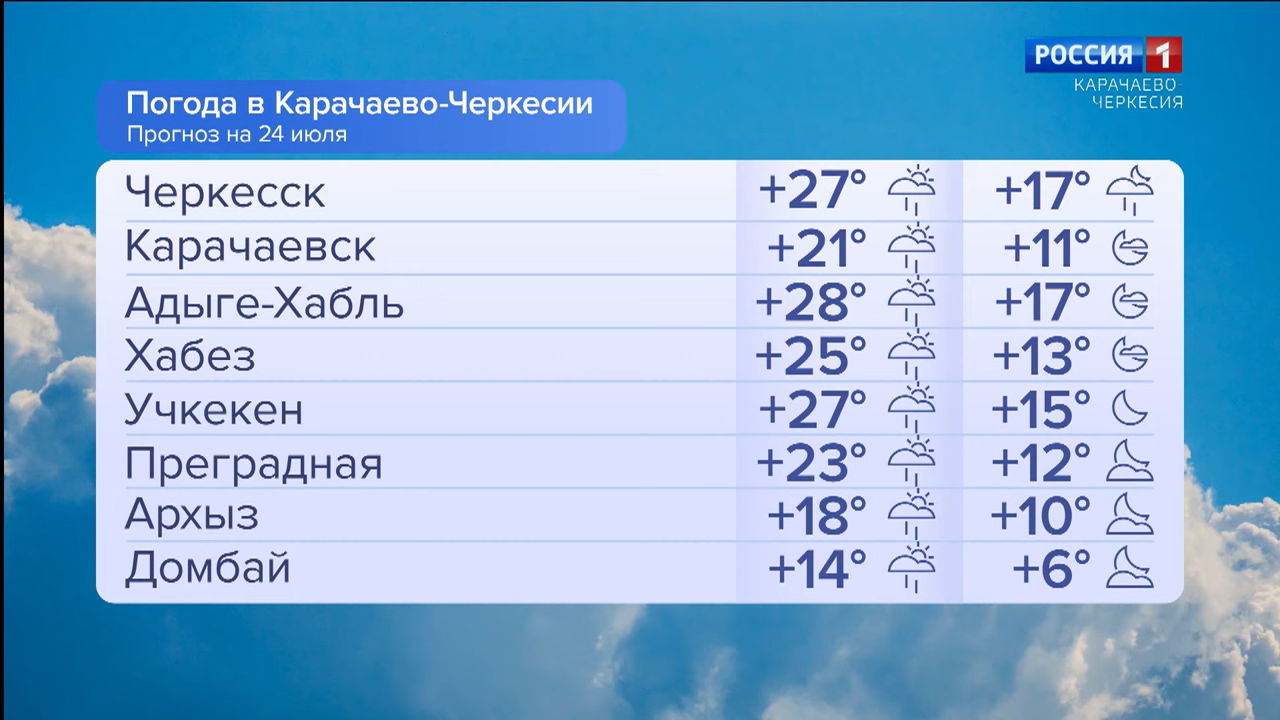 РОССИЯ 1
КАРАЧАЕВО-
ЧЕРКЕСИЯ
Погода в Карачаево-Черкесии
Прогноз на 24 июля
Черкесск +27° +17°
Карачаевск +21° +11°
Адыге-Хабль +28° +17°
Хабез +25° +13°
Учкекен +27° +15°
Преградная +23° +12°
Архыз +18° +10°
Домбай +14° +6°